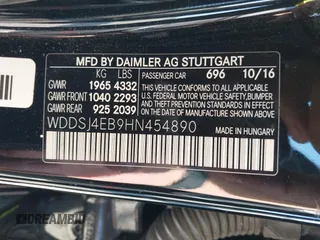 MFD BY DAIMLER AG STUTTGART
KG LBS PASSENGER CAR 696 10/16
GVWR 1965 4332
GAWR FRONT 1040 2293
GAWR REAR 925 2039
THIS VEHICLE CONFORMS TO ALL APPLICABLE
U.S. FEDERAL MOTOR VEHICLE SAFETY, BUMPER,
AND THEFT PREVENTION STANDARDS IN EFFECT
ON THE DATE OF MANUFACTURE SHOWN ABOVE.
WDDSJ4EB9HN454890
MADE IN HUNGARY